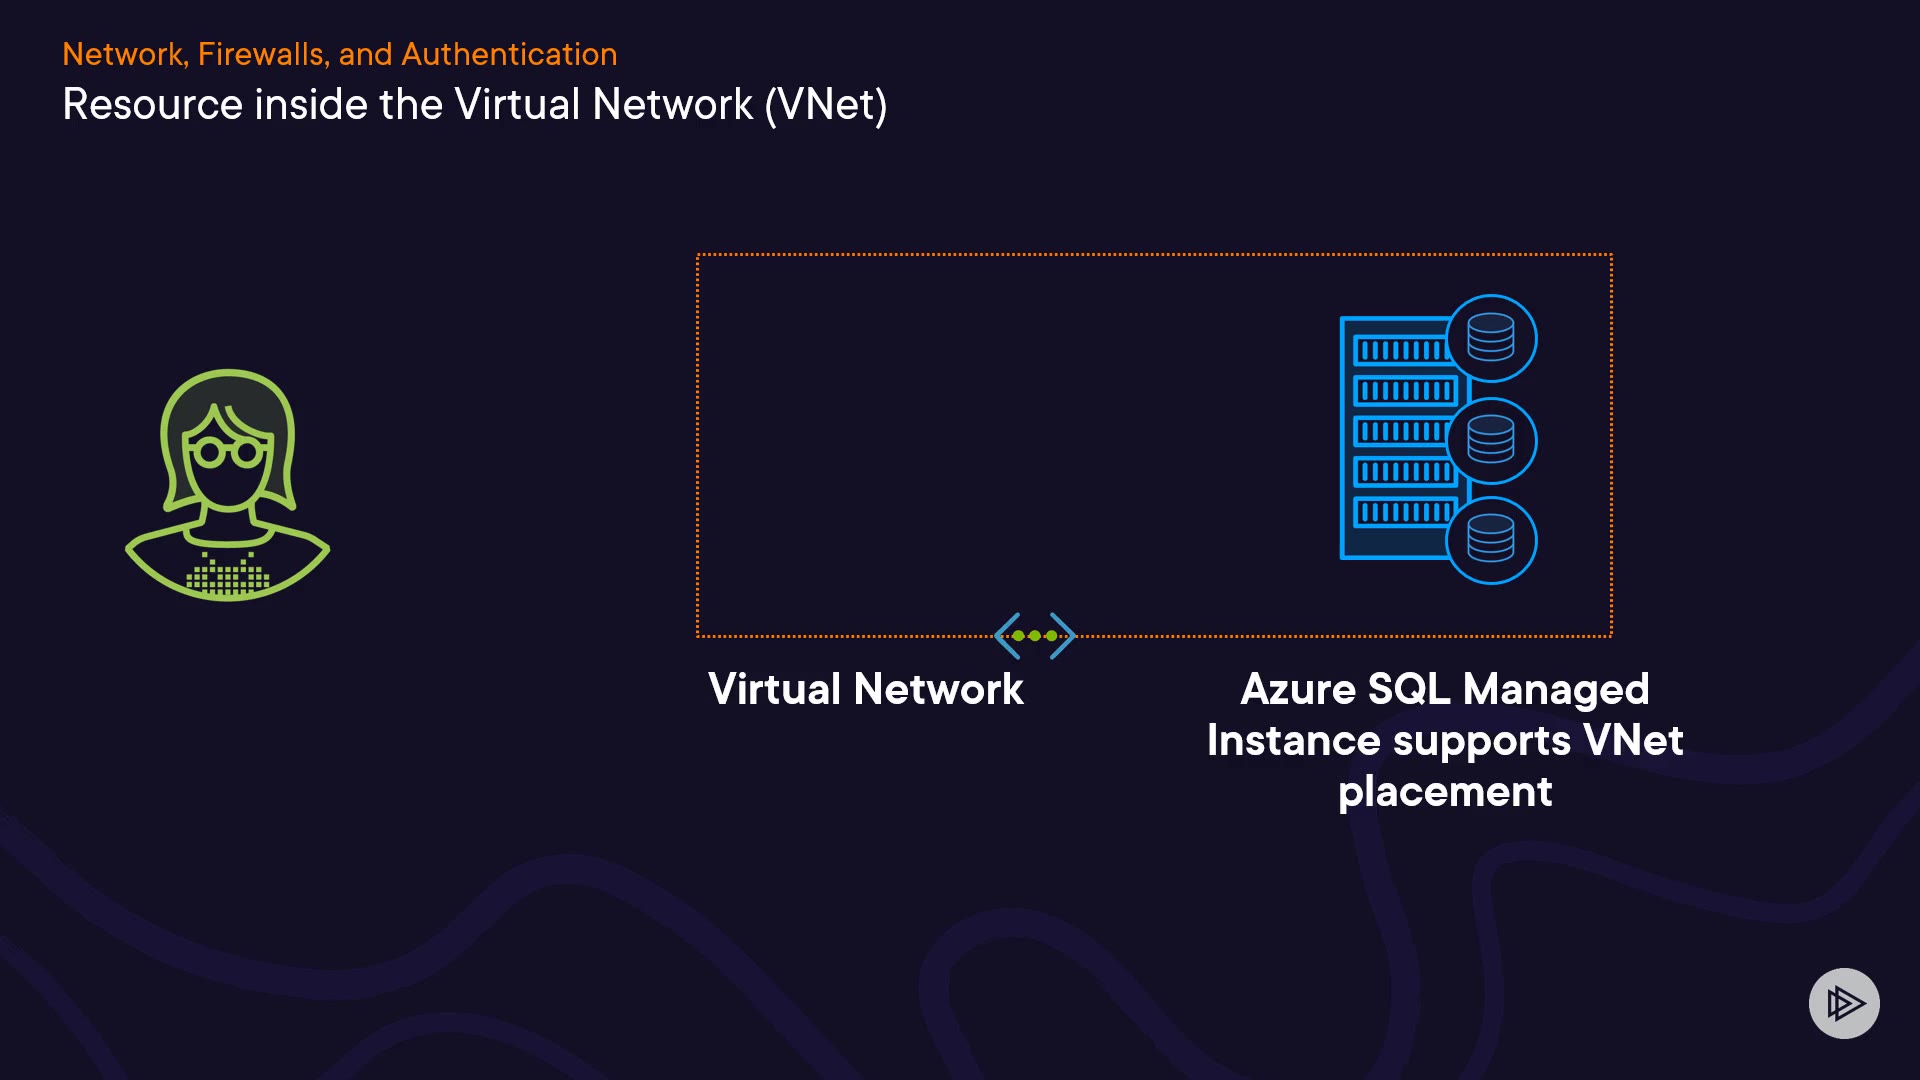 Network, Firewalls, and Authentication
Resource inside the Virtual Network (VNet)
Virtual Network
Azure SQL Managed
Instance supports VNet
placement